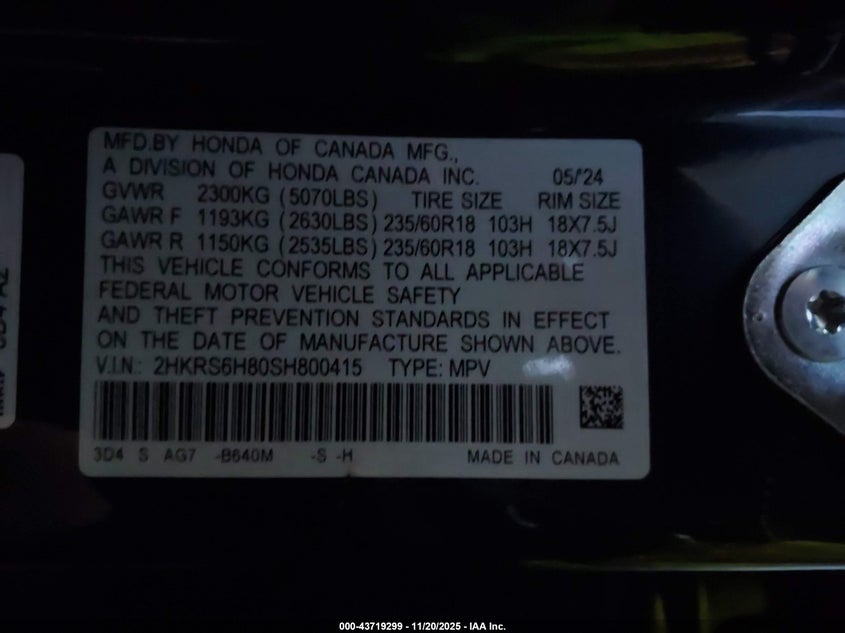 MFD.BY HONDA OF CANADA MFG.,
A DIVISION OF HONDA CANADA INC. 05/'24
GVWR 2300KG (5070LBS) TIRE SIZE RIM SIZE
GAWR F 1193KG (2630LBS) 235/60R18 103H 18X7.5J
GAWR R 1150KG (2535LBS) 235/60R18 103H 18X7.5J
THIS VEHICLE CONFORMS TO ALL APPLICABLE
FEDERAL MOTOR VEHICLE SAFETY
AND THEFT PREVENTION STANDARDS IN EFFECT
ON THE DATE OF MANUFACTURE SHOWN ABOVE.
V.I.N.: 2HKRS6H80SH800415 TYPE: MPV
3D4 S AG7 -B640M -S -H MADE IN CANADA
000-43719299 - 11/20/2025 - IAA Inc.